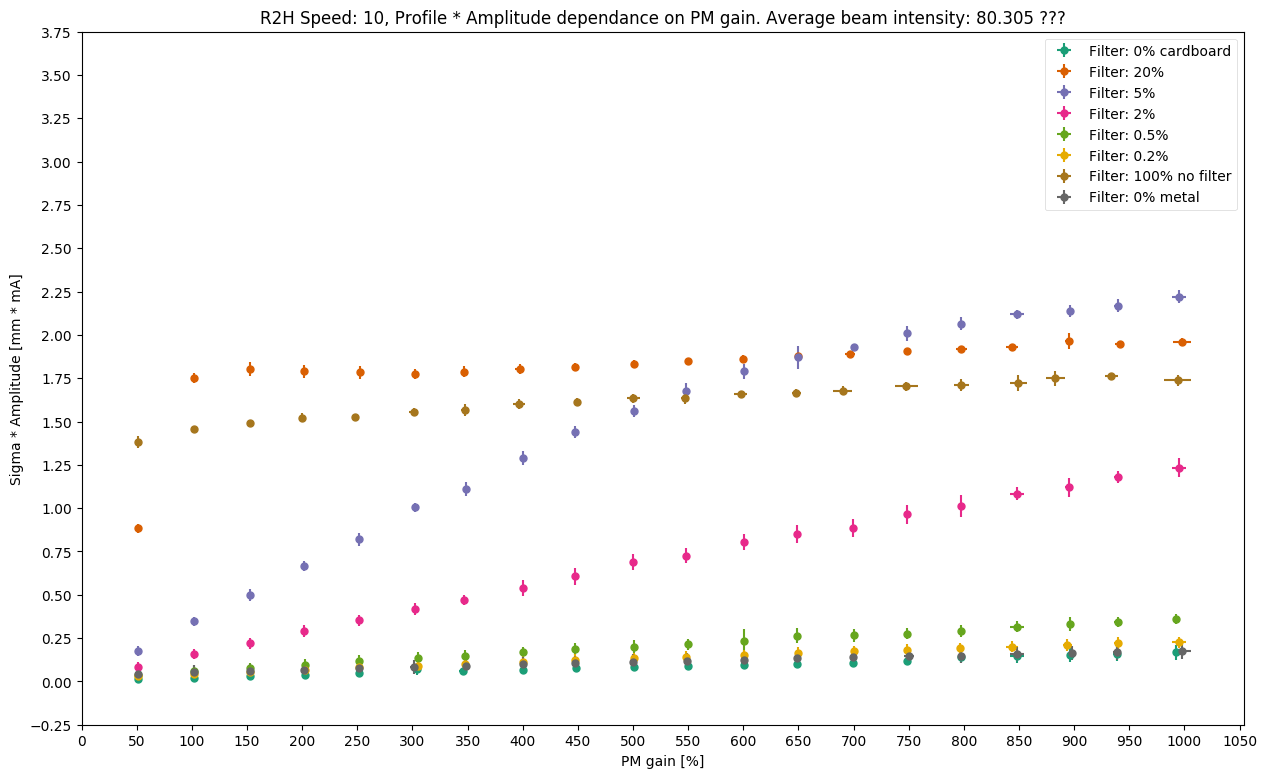 R2H Speed: 10, Profile * Amplitude dependance on PM gain. Average beam intensity: 80.305 ???
3.75
3.50
3.25
3.00
2.75
2.50
2.25
2.00
1.75
1.50
1.25
1.00
0.75
0.50
0.25
0.00
−0.25
Sigma * Amplitude [mm * mA]
Filter: 0% cardboard
Filter: 20%
Filter: 5%
Filter: 2%
Filter: 0.5%
Filter: 0.2%
Filter: 100% no filter
Filter: 0% metal
0 50 100 150 200 250 300 350 400 450 500 550 600 650 700 750 800 850 900 950 1000 1050
PM gain [%]